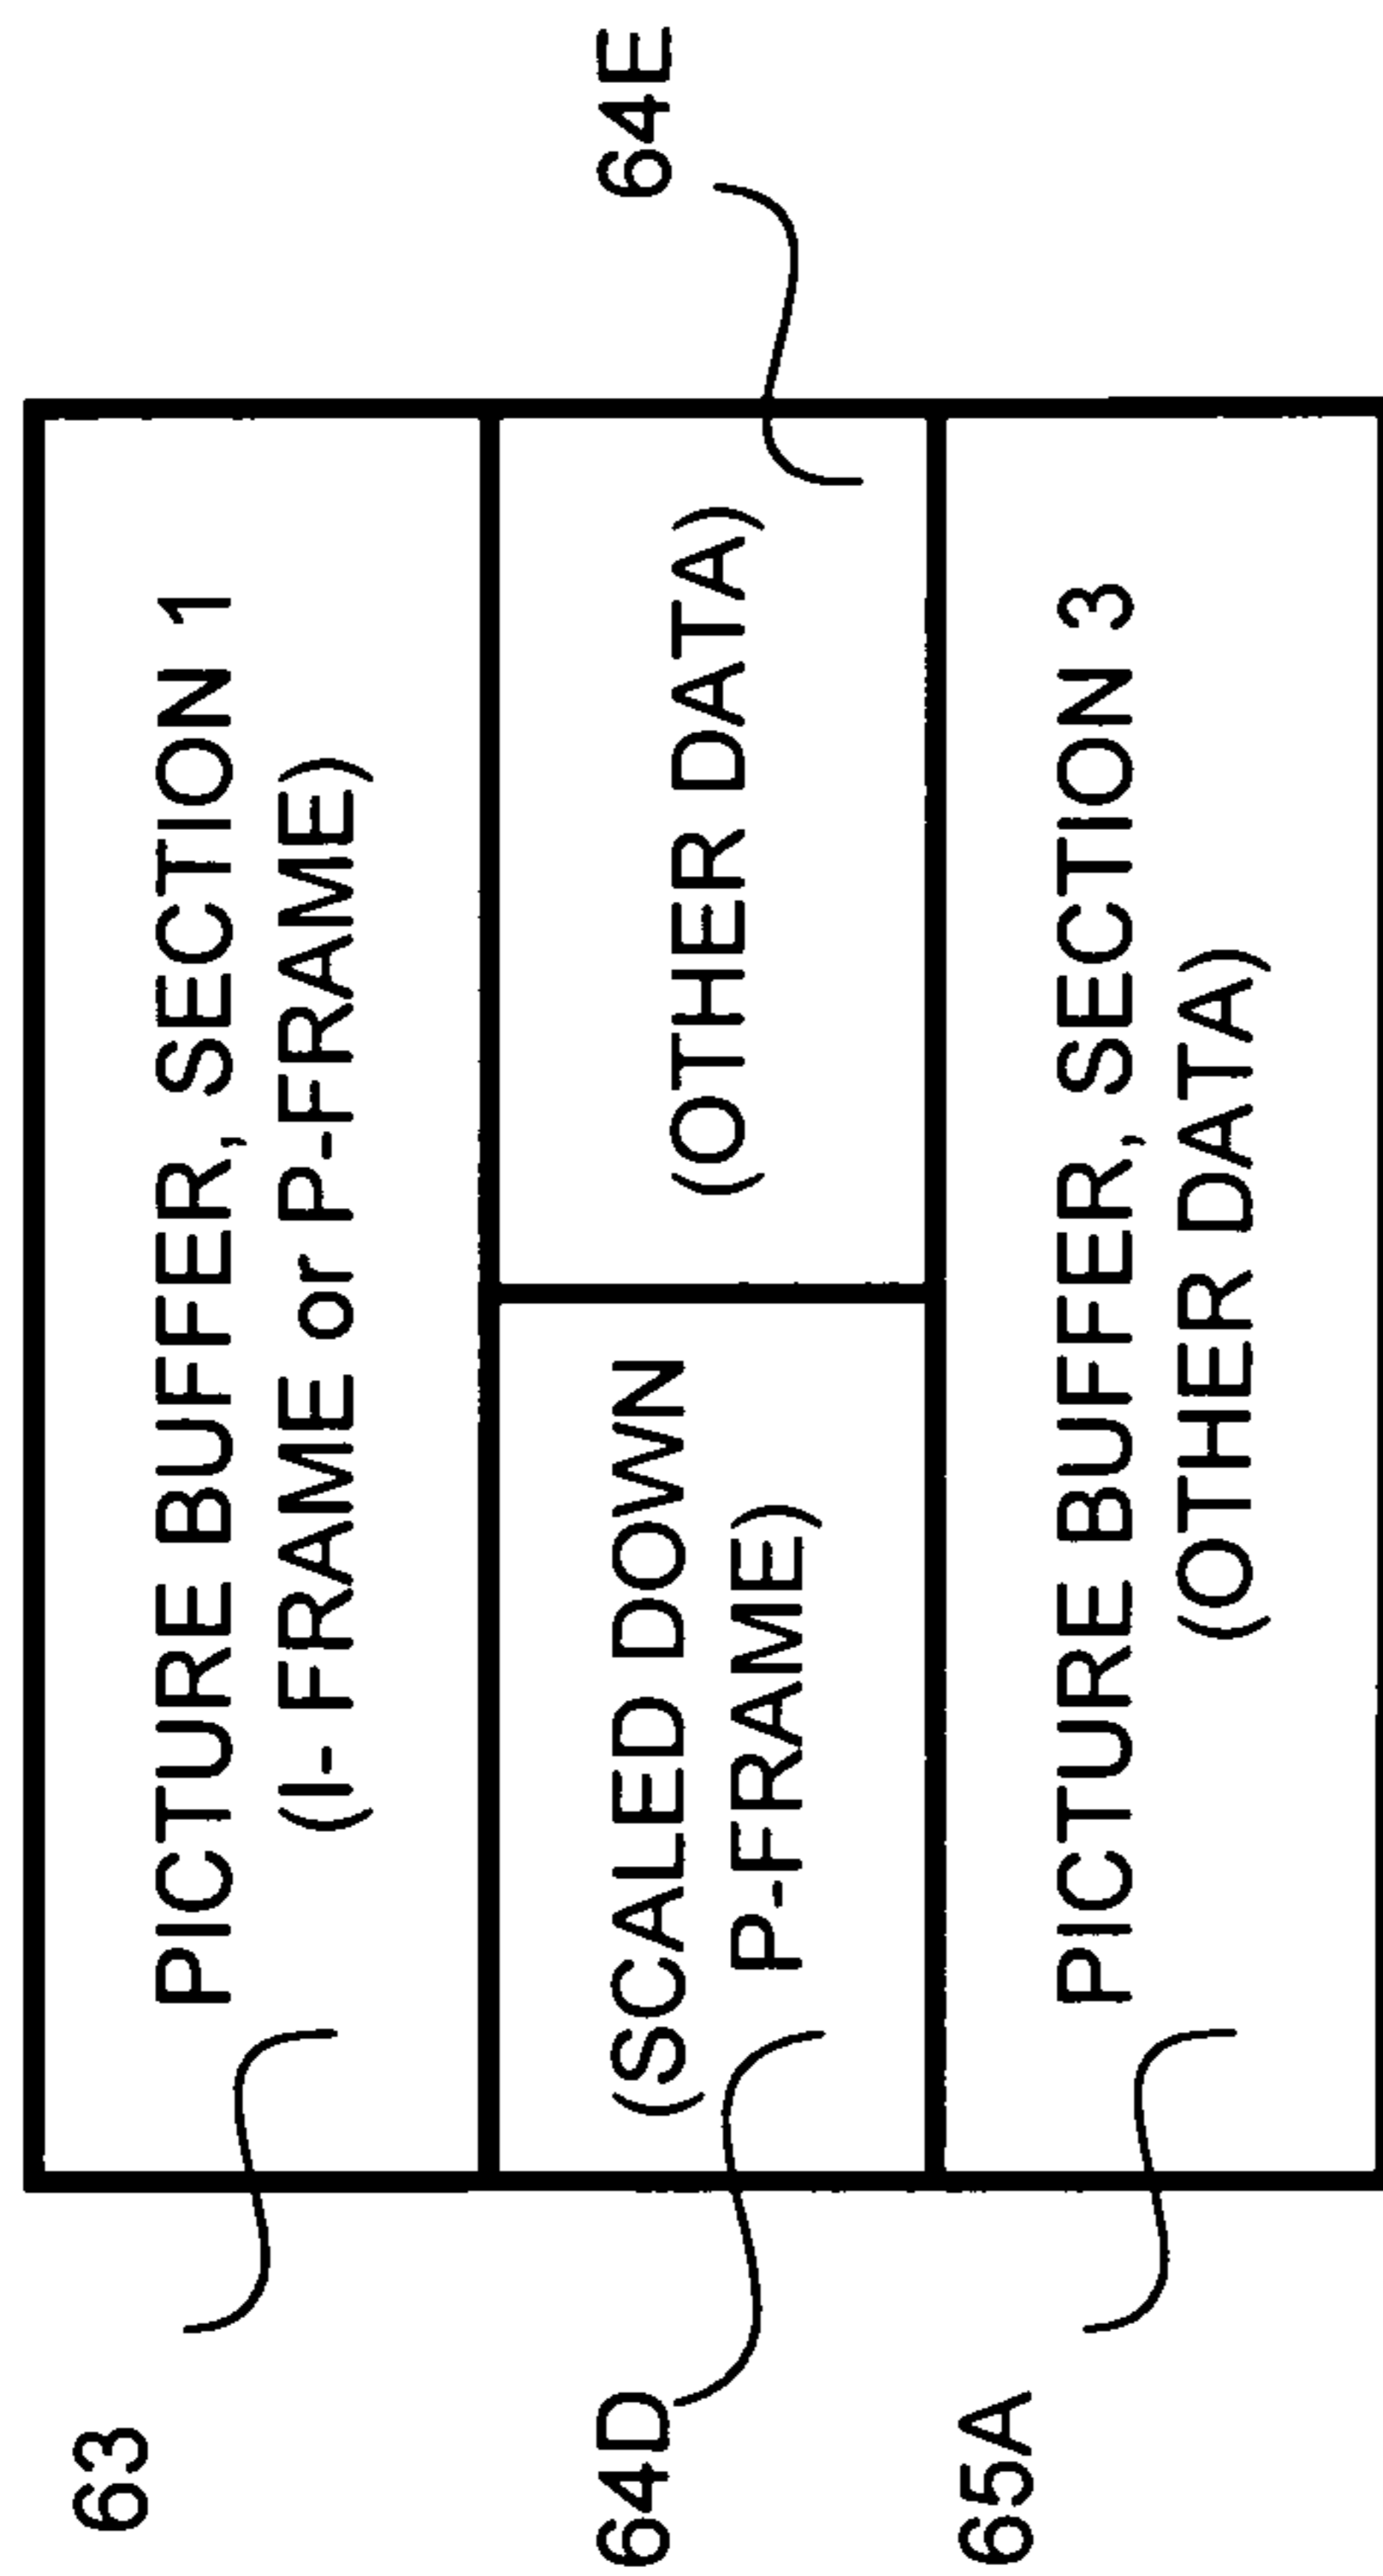 63
PICTURE BUFFER, SECTION 1
(I- FRAME or P-FRAME)
64D
(SCALED DOWN
P-FRAME)
(OTHER DATA)
64E
65A
PICTURE BUFFER, SECTION 3
(OTHER DATA)